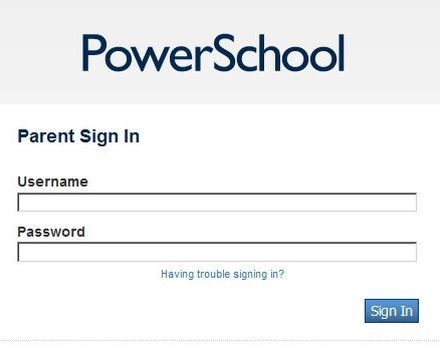 PowerSchool
Parent Sign In
Username
Password
Having trouble signing in?
Sign In